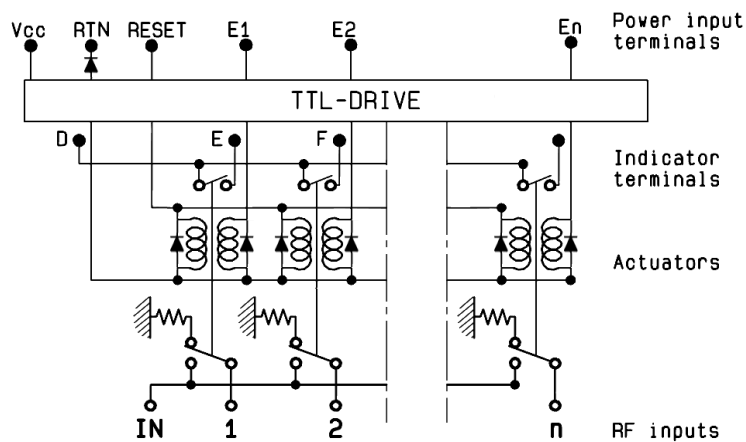 Vcc RTN RESET E1 E2 En Power input
terminals
TTL-DRIVE
D E F
Indicator
terminals
Actuators
IN 1 2 n RF inputs